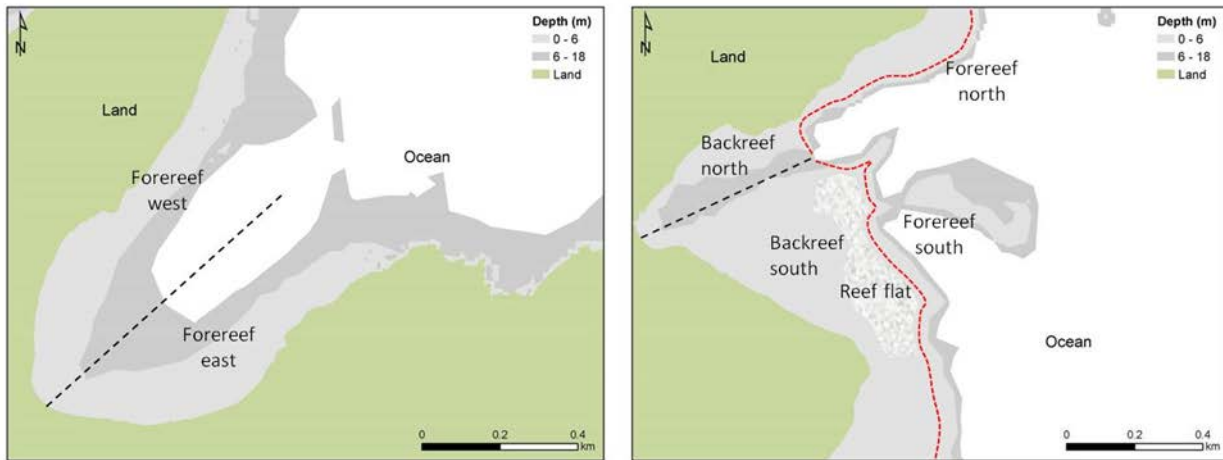 N
Depth (m)
0 - 6
6 - 18
Land
Land
Ocean
Forereef
west
Forereef
east
0 0.2 0.4
km
N
Depth (m)
0 - 6
6 - 18
Land
Land
Forereef
north
Backreef
north
Forereef
south
Backreef
south
Reef flat
Ocean
0 0.2 0.4
km